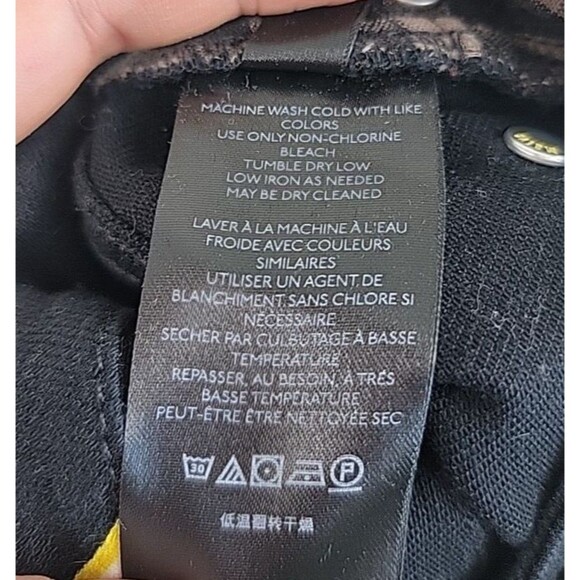 MACHINE WASH COLD WITH LIKE
COLORS
USE ONLY NON-CHLORINE
BLEACH
TUMBLE DRY LOW
LOW IRON AS NEEDED
MAY BE DRY CLEANED
LAVER À LA MACHINE À L'EAU
FROIDE AVEC COULEURS
SIMILAIRES
UTILISER UN AGENT DE
BLANCHIMENT SANS CHLORE SI
NÉCESSAIRE
SECHER PAR CULBUTAGE À BASSE
TEMPÉRATURE
REPASSER, AU BESOIN, À TRÉS
BASSE TEMPÉRATURE
PEUT-ÊTRE ÊTRE NETTOYÉE SEC
30 P
低温翻转干燥